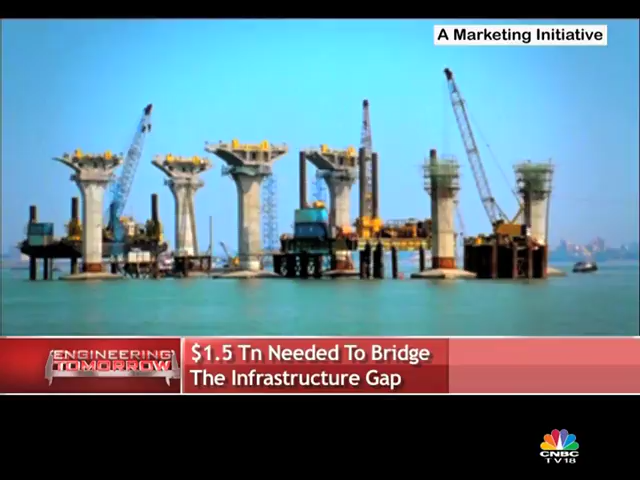 A Marketing Initiative
ENGINEERING
TOMORROW
$1.5 Tn Needed To Bridge
The Infrastructure Gap
CNBC
TV18